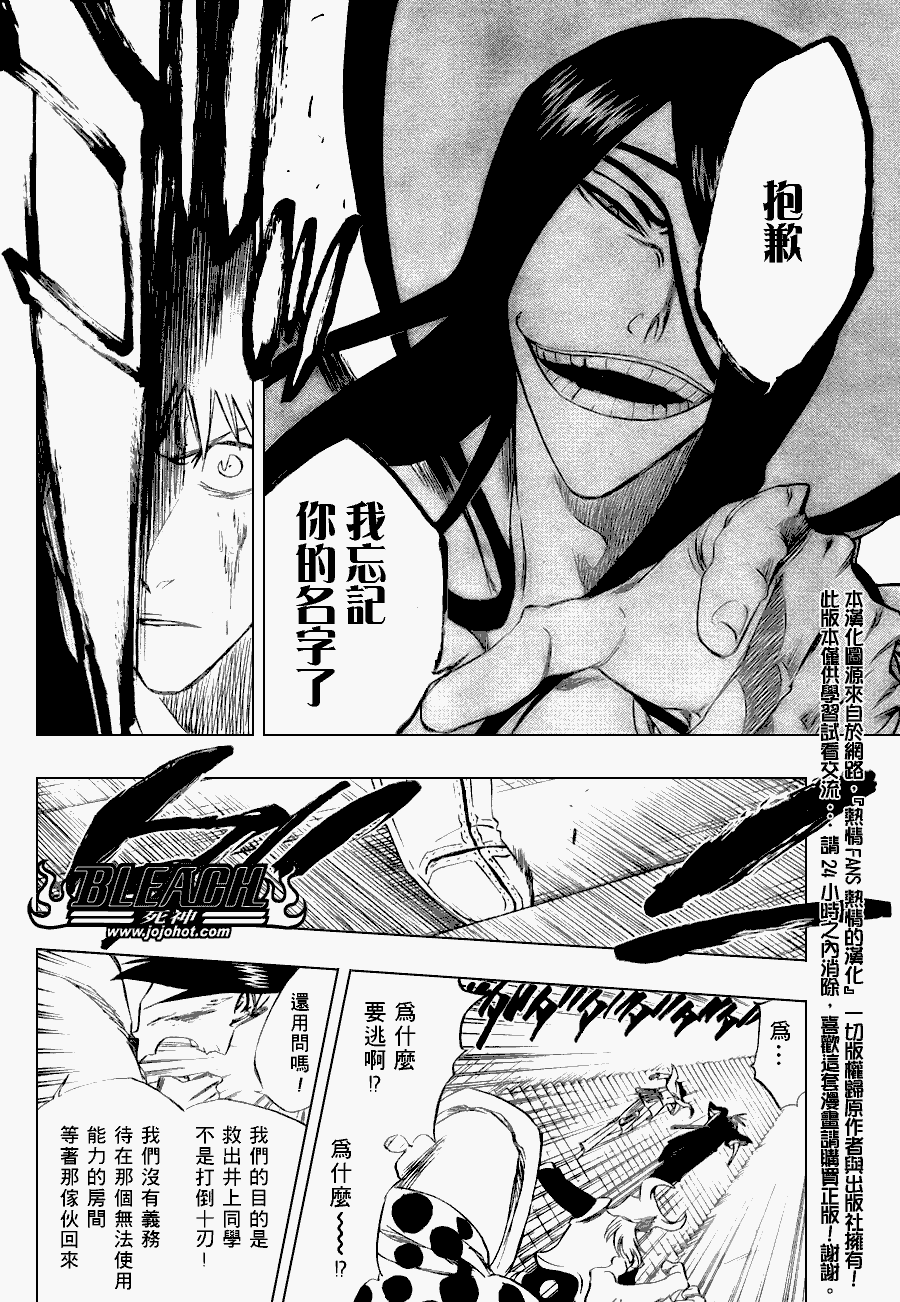 抱歉
我忘記
你的名字了
BLEACH
死神
www.jojohot.com
為…
為什麼
要逃啊!?
為什麼~~~!?
還用問嗎!
我們的目的是
救出井上同學
不是打倒十刃!
我們沒有義務
待在那個無法使用
能力的房間
等著那傢伙回來
本漢化圖源來自於網路,『熱情FANS 熱情的漢化』 一切版權歸原作者與出版社擁有!
此版本僅供學習試看交流… 請24小時之內消除, 喜歡這套漫畫請購買正版! 謝謝。